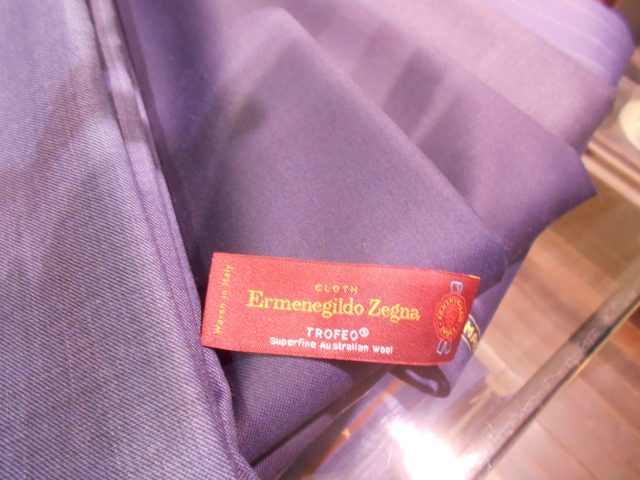 Woven in Italy
CLOTH
Ermenegildo Zegna
TROFEO®
Superfine Australian Wool